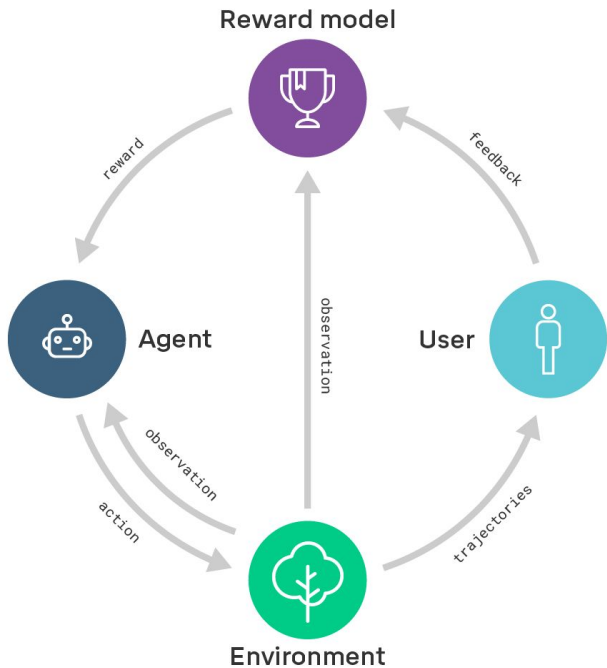 Reward model
reward
feedback
observation
Agent
User
observation
action
trajectories
Environment